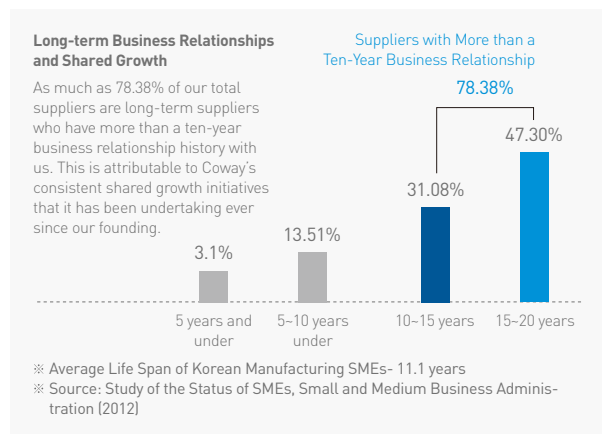 Long-term Business Relationships
and Shared Growth
As much as 78.38% of our total
suppliers are long-term suppliers
who have more than a ten-year
business relationship history with
us. This is attributable to Coway's
consistent shared growth initiatives
that it has been undertaking ever
since our founding.
Suppliers with More than a
Ten-Year Business Relationship
78.38%
3.1%
13.51%
31.08%
47.30%
5 years and
under
5~10 years
under
10~15 years
15~20 years
※ Average Life Span of Korean Manufacturing SMEs- 11.1 years
※ Source: Study of the Status of SMEs, Small and Medium Business Adminis-
tration (2012)